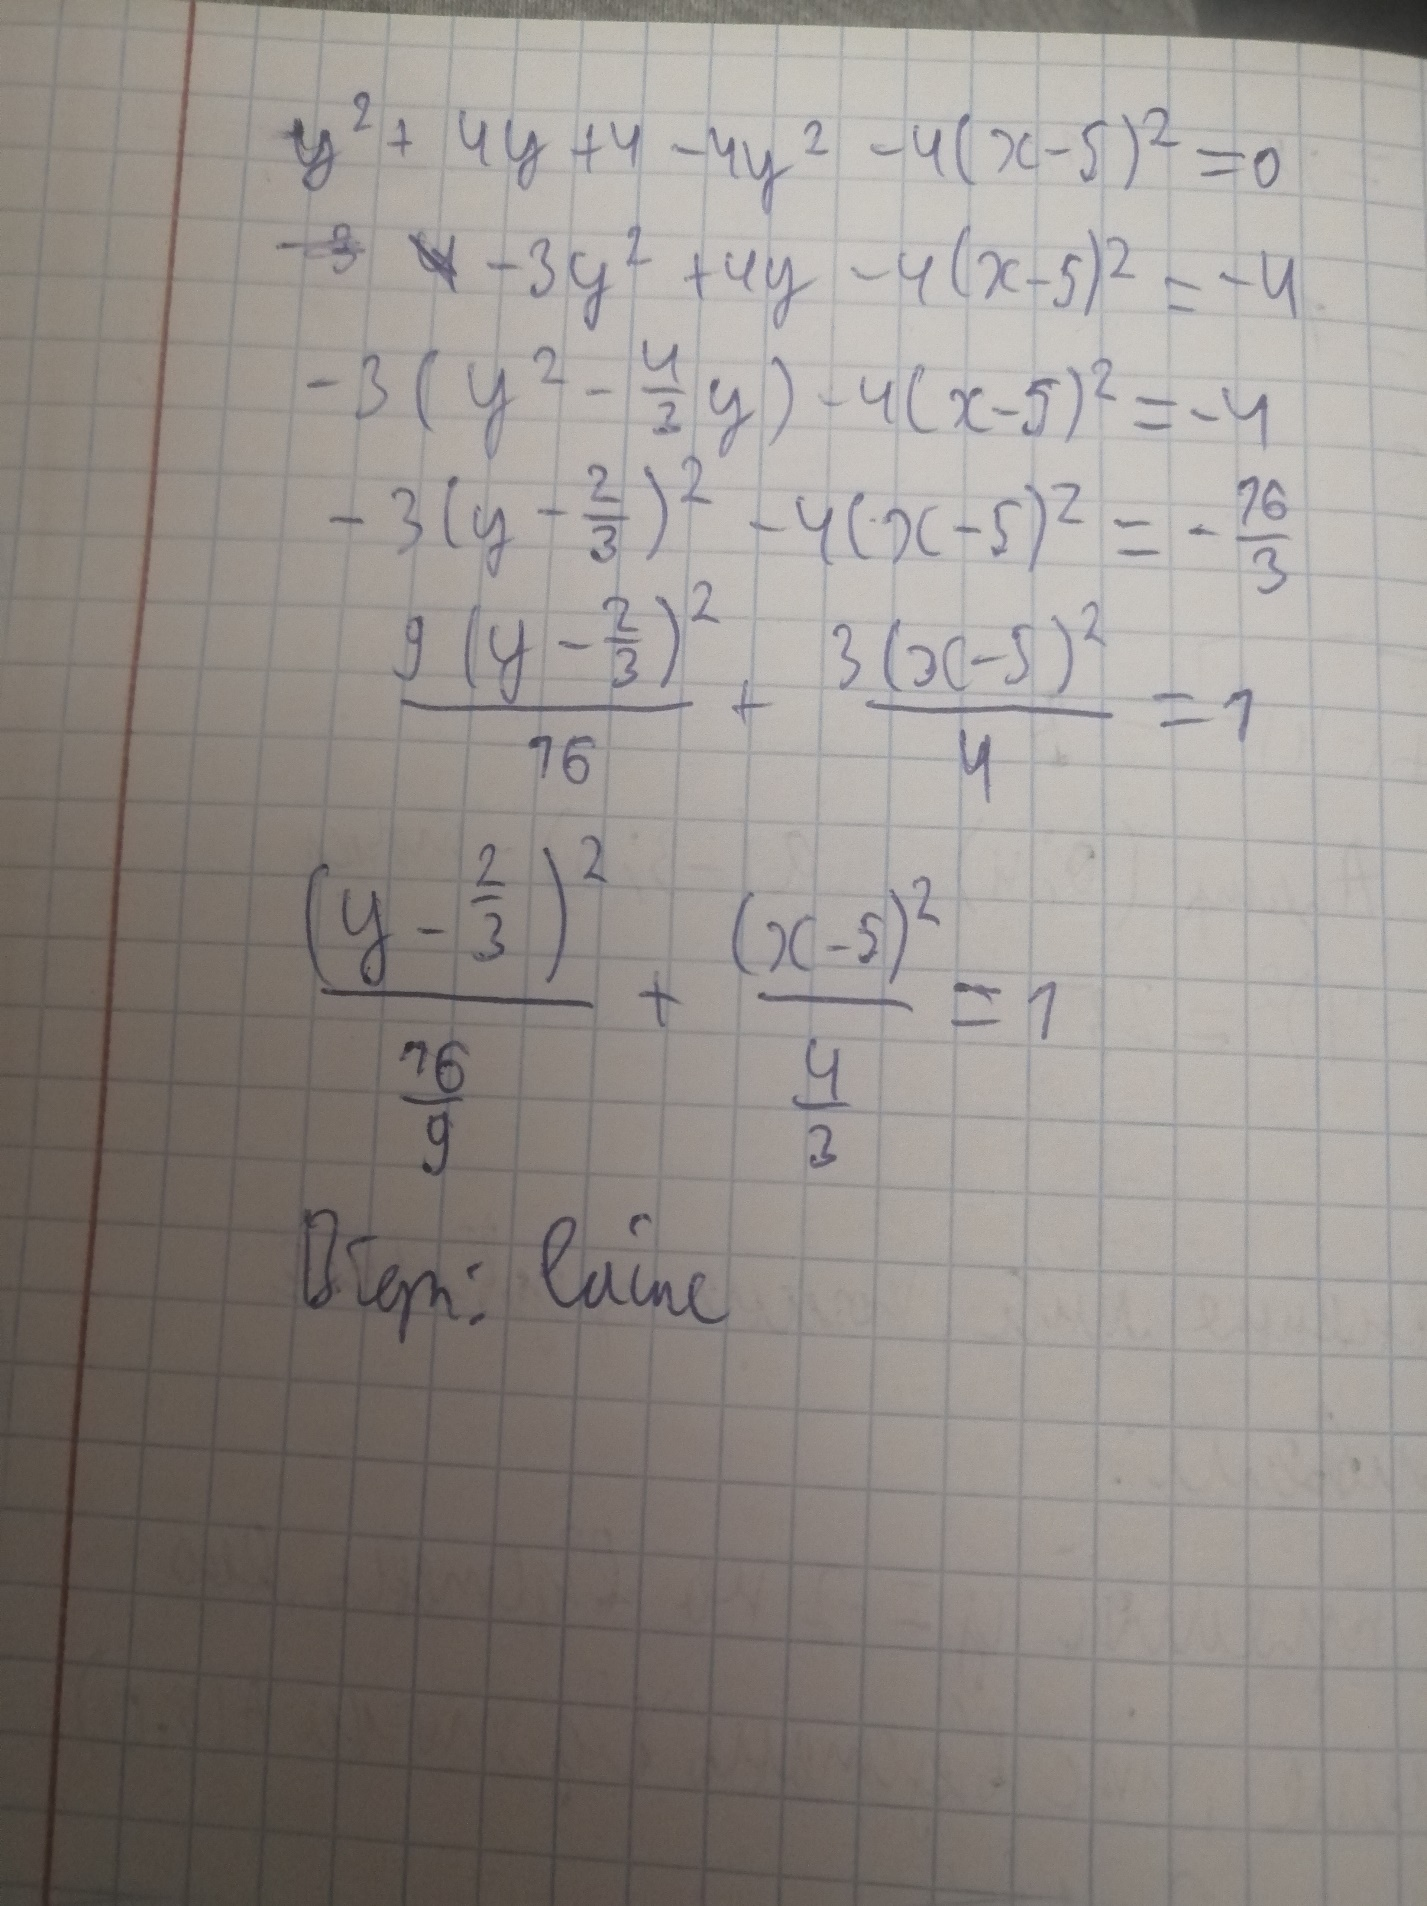 y² + 4y + 4 - 4y² - 4(x-5)² = 0
-3y² + 4y - 4(x-5)² = -4
-3(y² - 4/3 y) - 4(x-5)² = -4
-3(y - 2/3)² - 4(x-5)² = - 16/3
9(y - 2/3)² / 16 + 3(x-5)² / 4 = 1
(y - 2/3)² / (16/9) + (x-5)² / (4/3) = 1